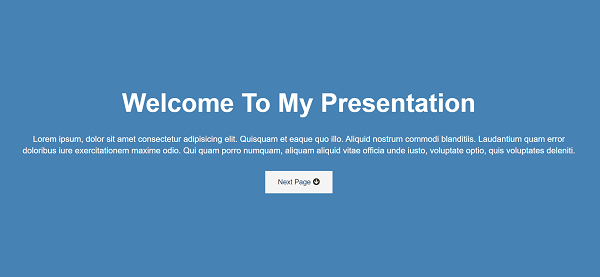 Welcome To My Presentation
Lorem ipsum, dolor sit amet consectetur adipisicing elit. Quisquam et eaque quo illo. Aliquid nostrum commodi blanditiis. Laudantium quam error
doloribus iure exercitationem maxime odio. Qui quam porro numquam, aliquam aliquid vitae officia unde iusto, voluptate optio, quis voluptates deleniti.
Next Page